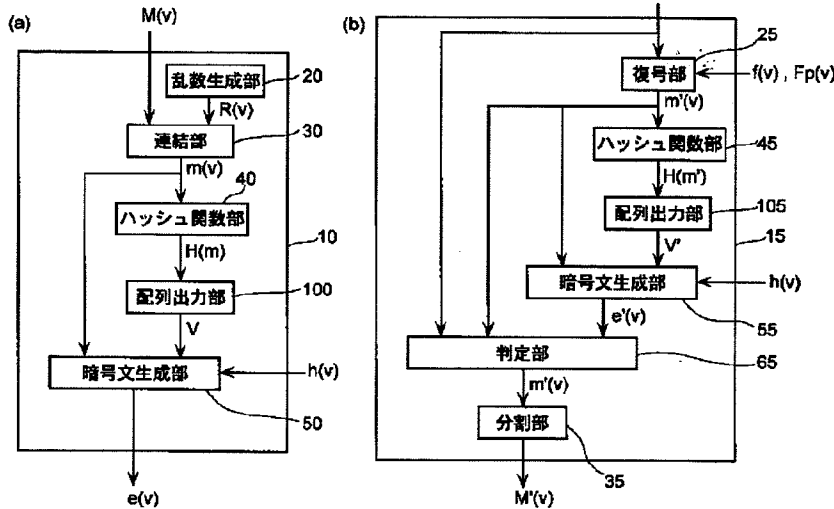 (a)
M(v)
乱数生成部
20
R(v)
連結部
30
m(v)
40
ハッシュ関数部
10
H(m)
配列出力部
100
V
暗号文生成部
h(v)
50
e(v)
(b)
25
復号部
f(v) , Fp(v)
m'(v)
ハッシュ関数部
45
H(m')
配列出力部
105
V'
15
暗号文生成部
h(v)
55
e'(v)
判定部
65
m'(v)
分割部
35
M'(v)